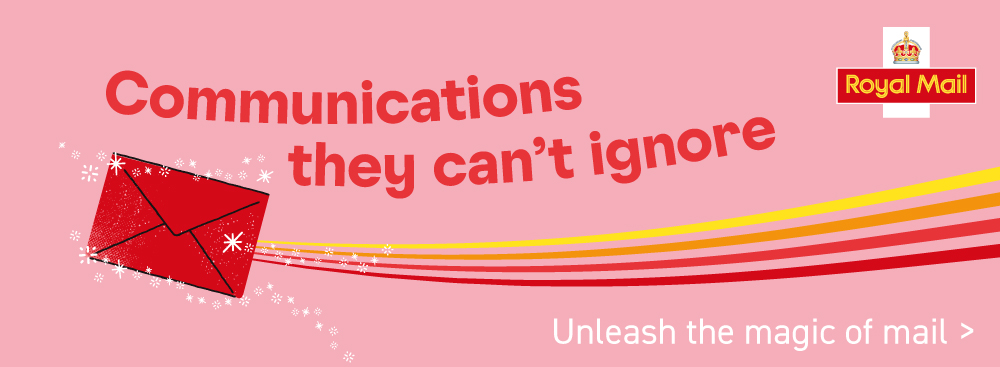 Communications
they can't ignore
Royal Mail
Unleash the magic of mail >